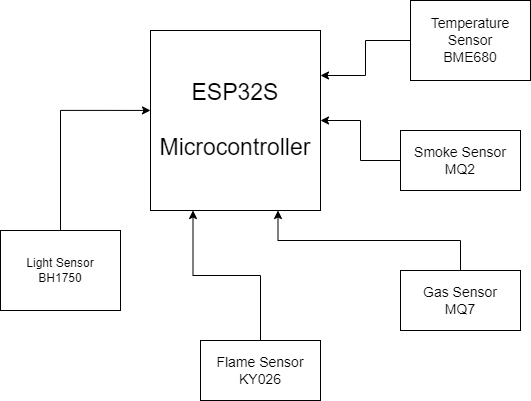 Temperature
Sensor
BME680
ESP32S
Microcontroller
Smoke Sensor
MQ2
Light Sensor
BH1750
Gas Sensor
MQ7
Flame Sensor
KY026